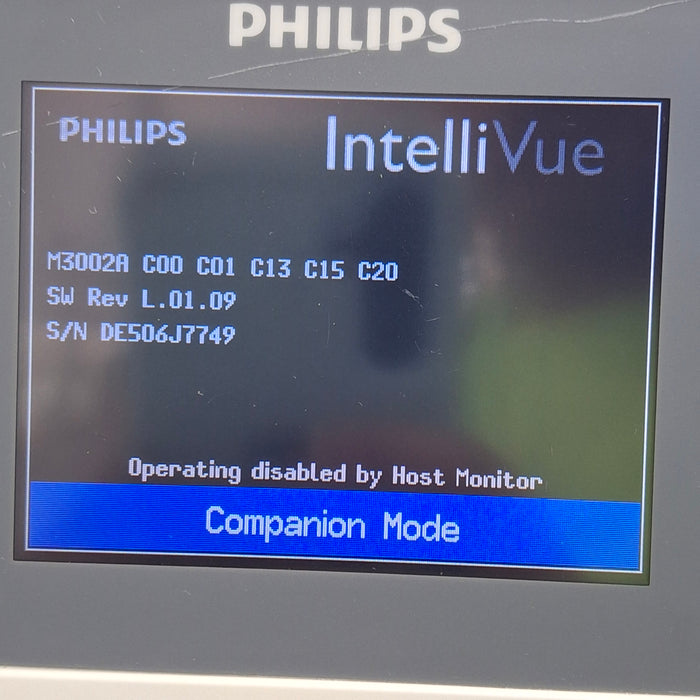 PHILIPS
PHILIPS
IntelliVue
M3002A C00 C01 C13 C15 C20
SW Rev L.01.09
S/N DE506J7749
Operating disabled by Host Monitor
Companion Mode